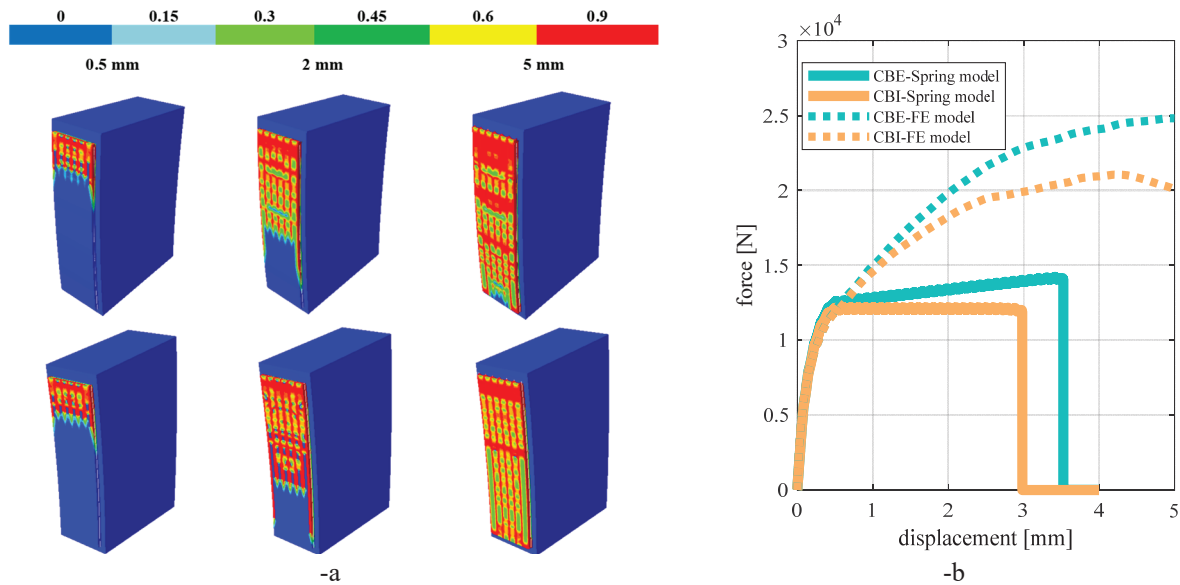 0 0.15 0.3 0.45 0.6 0.9
0.5 mm 2 mm 5 mm
-a
×10⁴
3
2.5
2
1.5
1
0.5
0
force [N]
CBE-Spring model
CBI-Spring model
CBE-FE model
CBI-FE model
0 1 2 3 4 5
displacement [mm]
-b